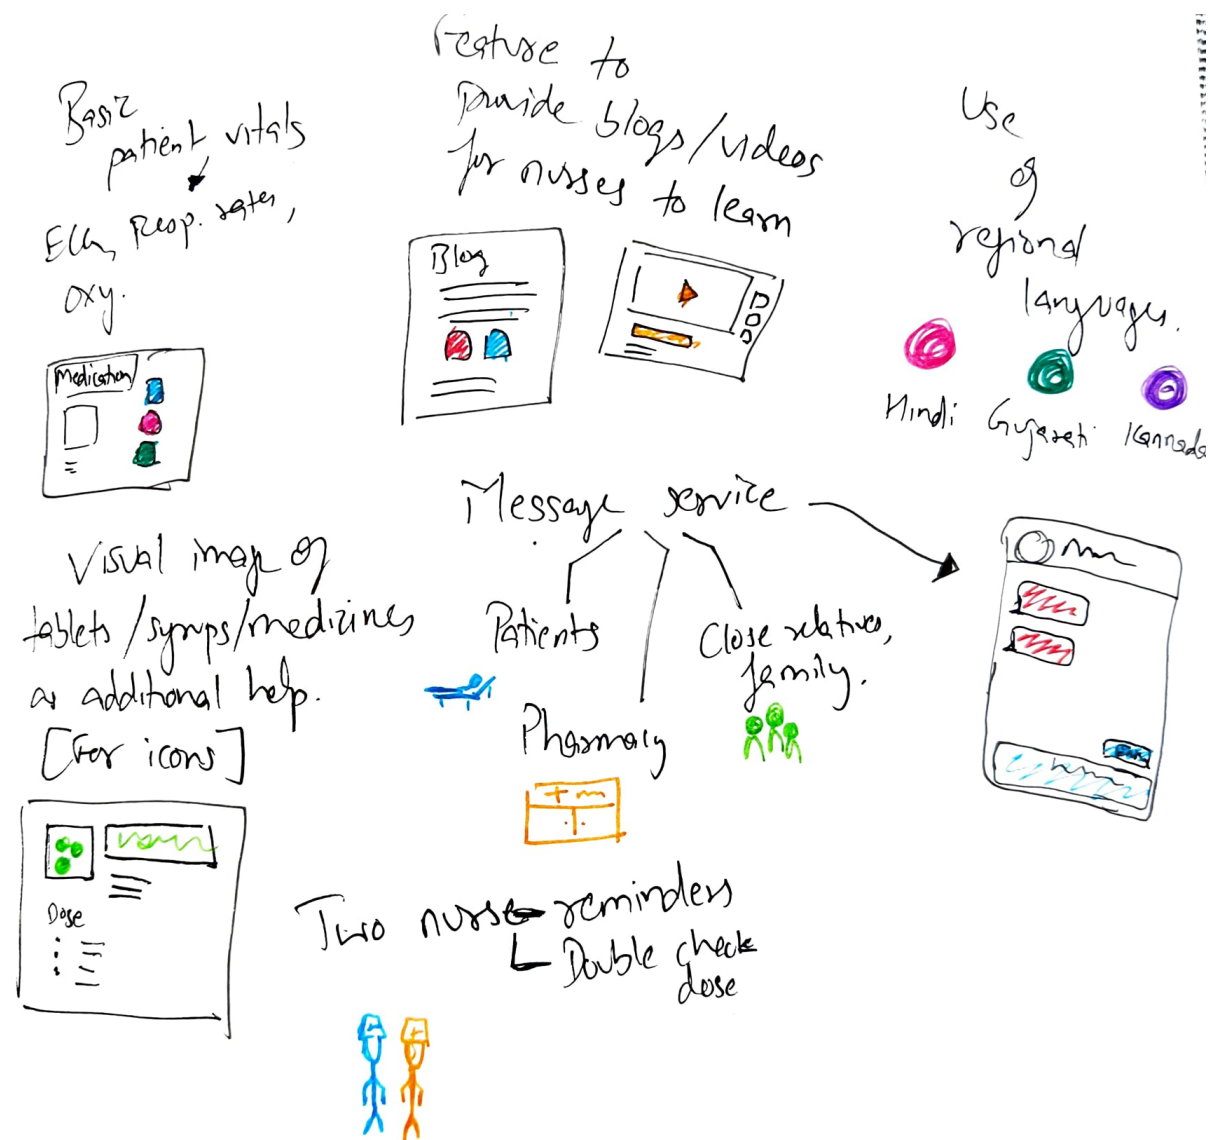 Feature to
provide blogs/videos
for nurses to learn
Basic
patient vitals
ECG, Resp. rates,
oxy.
Medication
Blog
Use
of
regional
languages.
Hindi
Gujarati
Kannada
Message service
Patients
Pharmacy
Close relatives,
family.
Visual image of
tablets/syrups/medicines
as additional help.
[For icons]
Dose
Two nurse reminders
Double check
dose